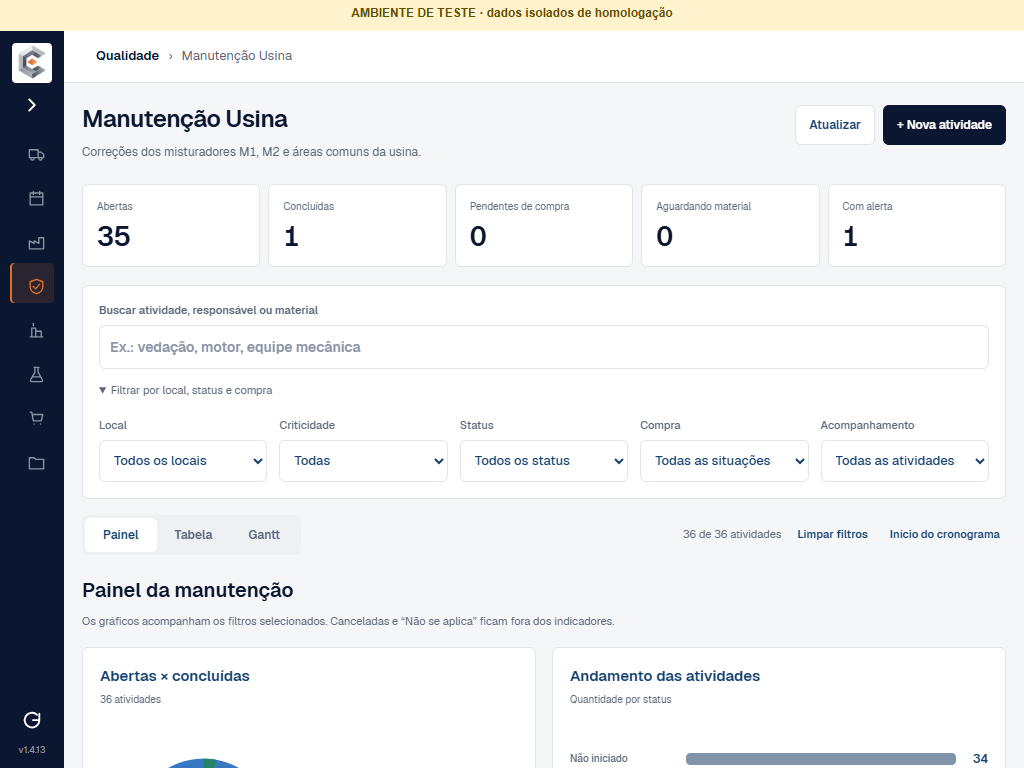 AMBIENTE DE TESTE · dados isolados de homologação
Qualidade › Manutenção Usina
Manutenção Usina
Correções dos misturadores M1, M2 e áreas comuns da usina.
Atualizar
+ Nova atividade
Abertas
35
Concluídas
1
Pendentes de compra
0
Aguardando material
0
Com alerta
1
Buscar atividade, responsável ou material
Ex.: vedação, motor, equipe mecânica
▼ Filtrar por local, status e compra
Local
Criticidade
Status
Compra
Acompanhamento
Todos os locais
Todas
Todos os status
Todas as situações
Todas as atividades
Painel
Tabela
Gantt
36 de 36 atividades
Limpar filtros
Início do cronograma
Painel da manutenção
Os gráficos acompanham os filtros selecionados. Canceladas e “Não se aplica” ficam fora dos indicadores.
Abertas × concluídas
36 atividades
Andamento das atividades
Quantidade por status
Não iniciado
34
v1.4.13